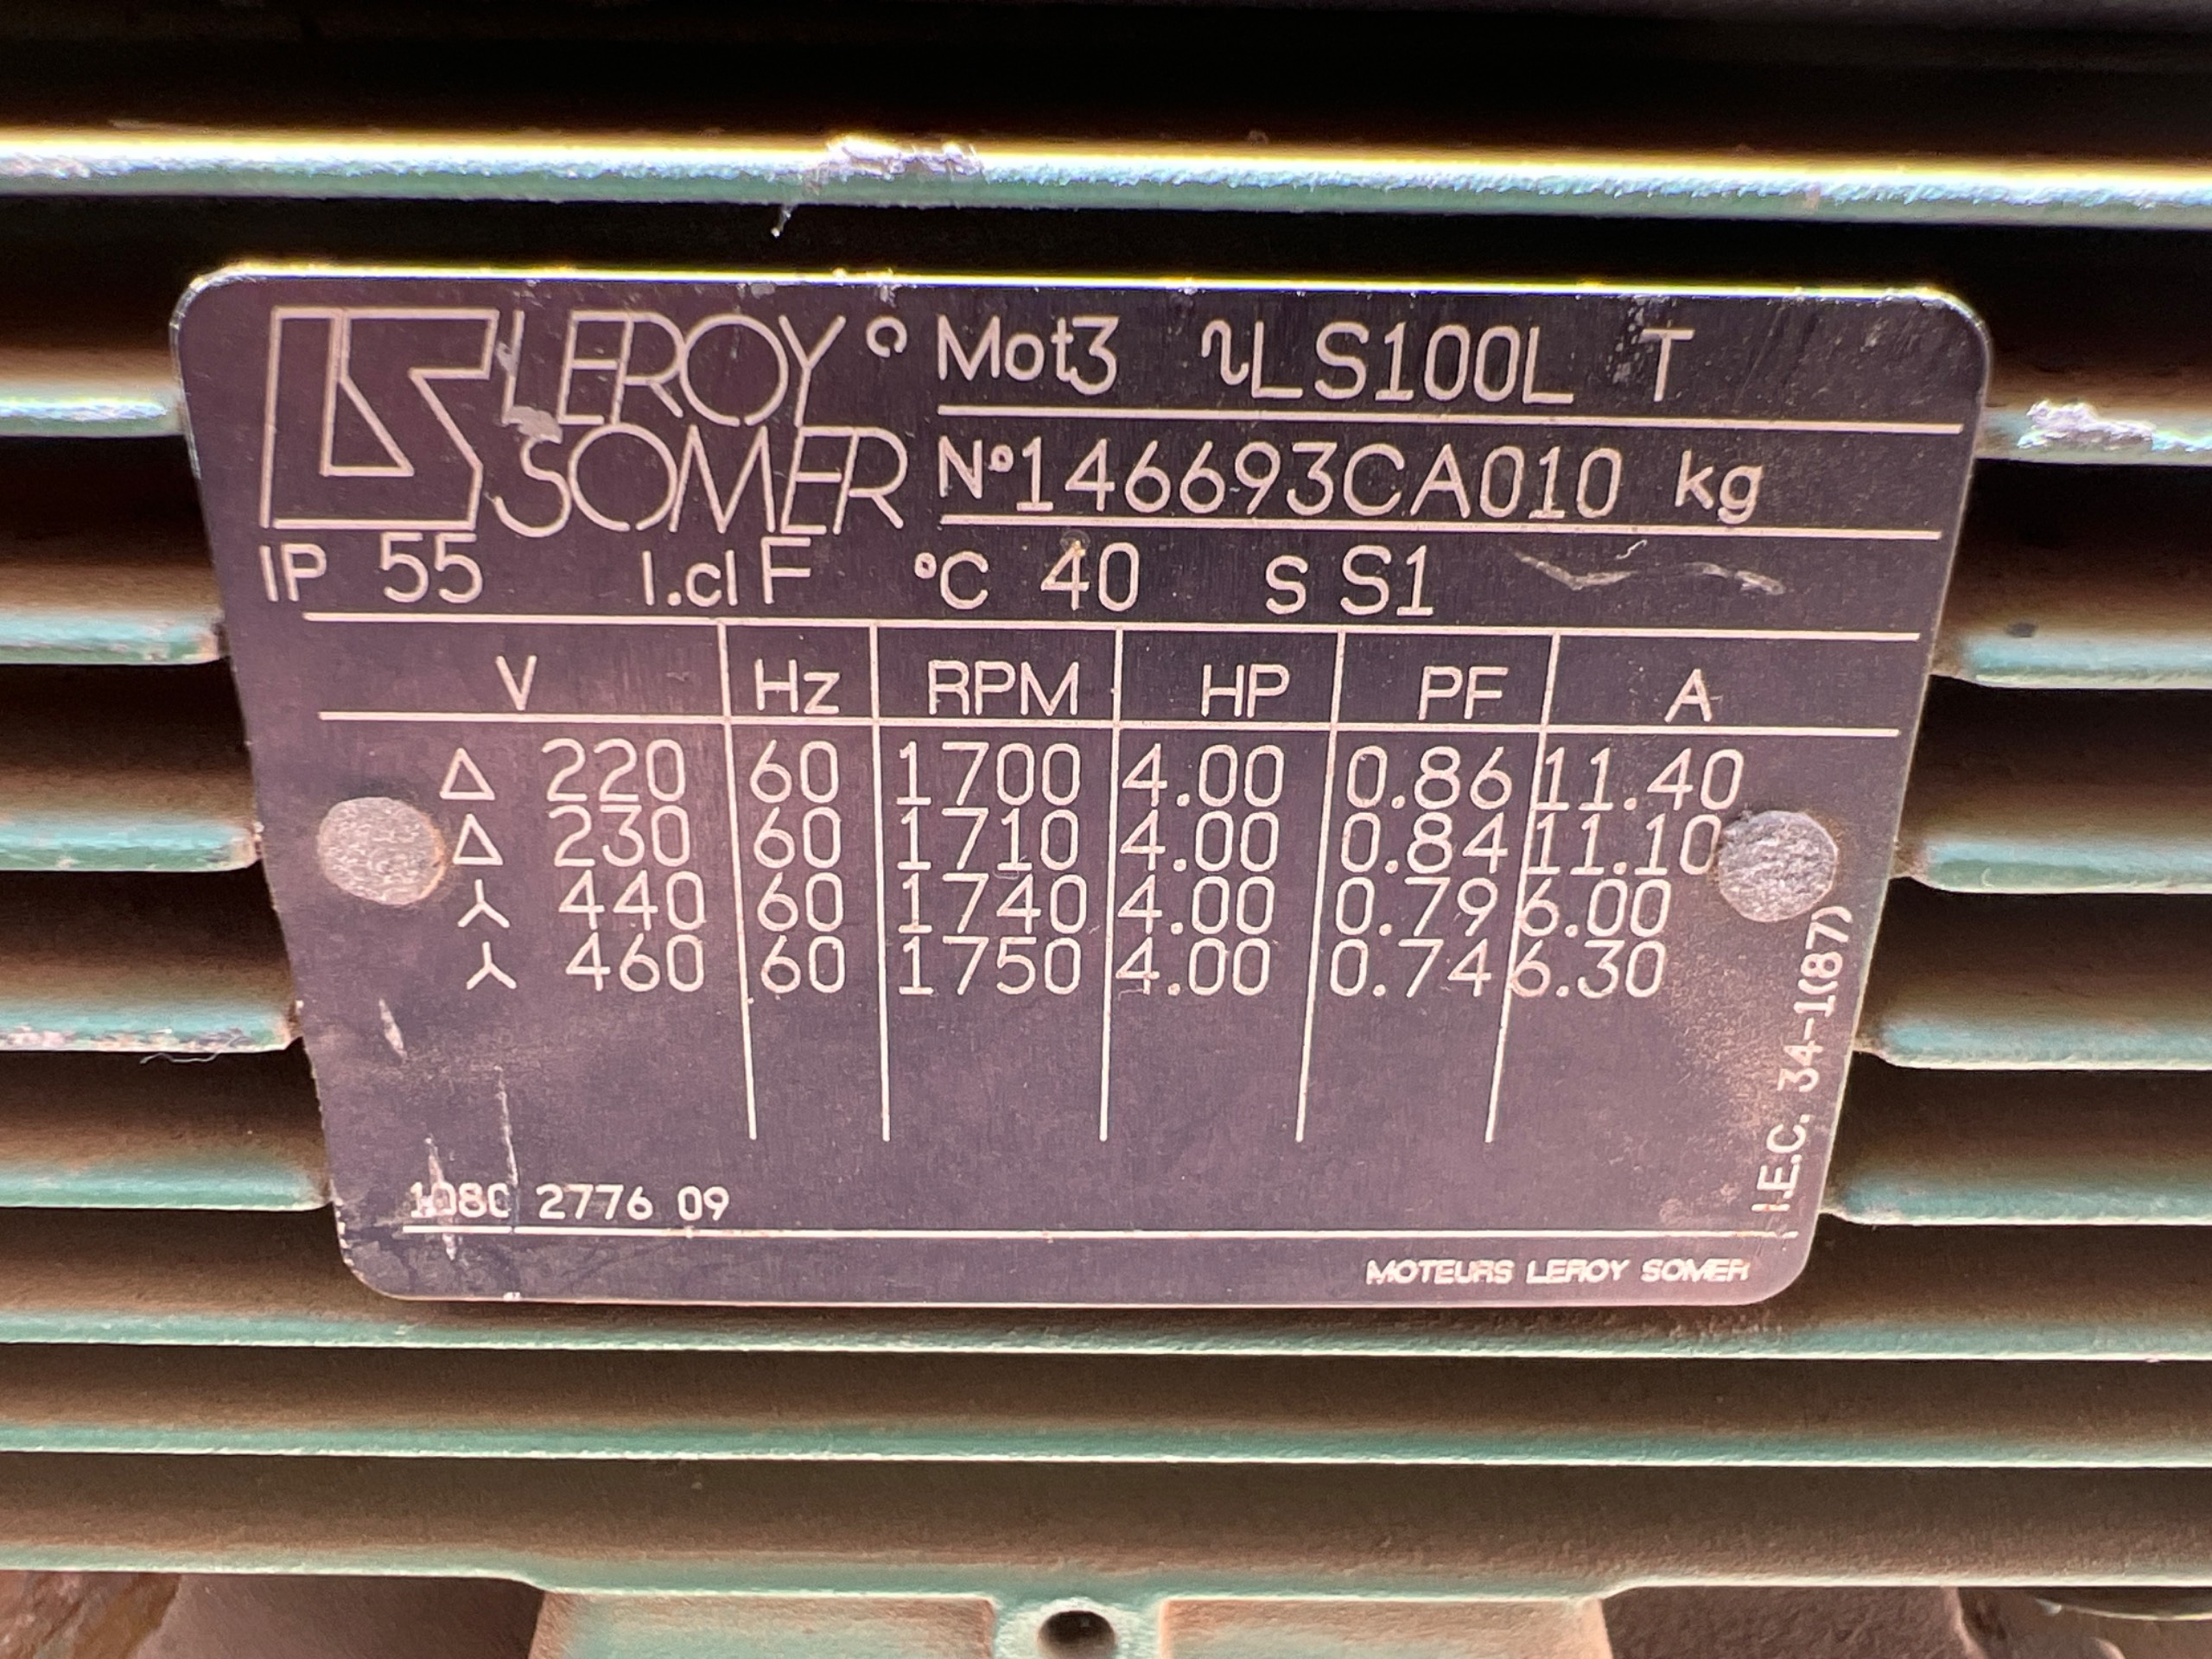 LEROY° Mot3 ~LS100L T
SOMER N°146693CA010 kg
IP 55 I.cl F °C 40 S S1
V Hz RPM HP PF A
Δ 220 60 1700 4.00 0.86 11.40
Δ 230 60 1710 4.00 0.84 11.10
⅄ 440 60 1740 4.00 0.79 6.00
⅄ 460 60 1750 4.00 0.74 6.30
I.E.C. 34-1(87)
1080 2776 09
MOTEURS LEROY SOMER